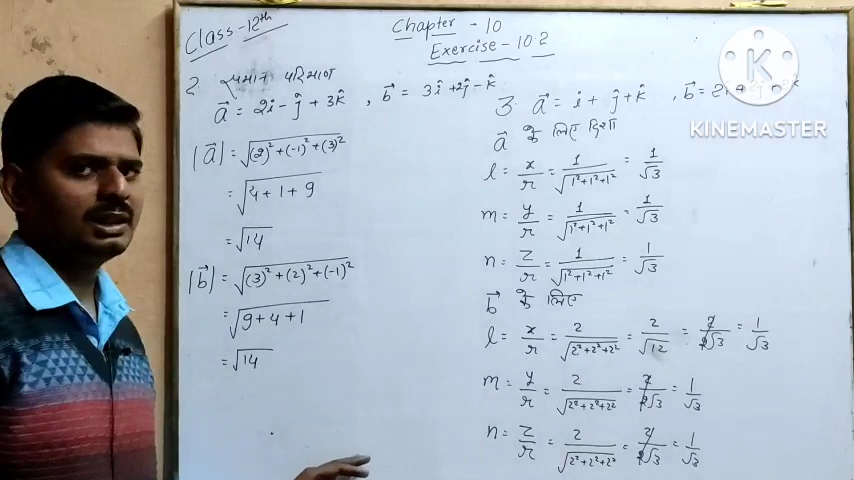 Class-12th
Chapter - 10
Exercise - 10.2
2. समान परिमाण
a⃗ = 2i - ĵ + 3k̂ , b⃗ = 3î + 2ĵ - k̂
|a⃗| = √(2)² + (-1)² + (3)²
= √4 + 1 + 9
= √14
|b⃗| = √(3)² + (2)² + (-1)²
= √9 + 4 + 1
= √14
3. a⃗ = i + ĵ + k̂ , b⃗ =
a⃗ के लिए दिशा
l = x/r = 1/√1²+1²+1² = 1/√3
m = y/r = 1/√1²+1²+1² = 1/√3
n = z/r = 1/√1²+1²+1² = 1/√3
b⃗ के लिए
l = x/r = 2/√2²+2²+2² = 2/√12 = 2/2√3 = 1/√3
m = y/r = 2/√2²+2²+2² = 2/2√3 = 1/√3
n = z/r = 2/√2²+2²+2² = 2/2√3 = 1/√3
KINEMASTER